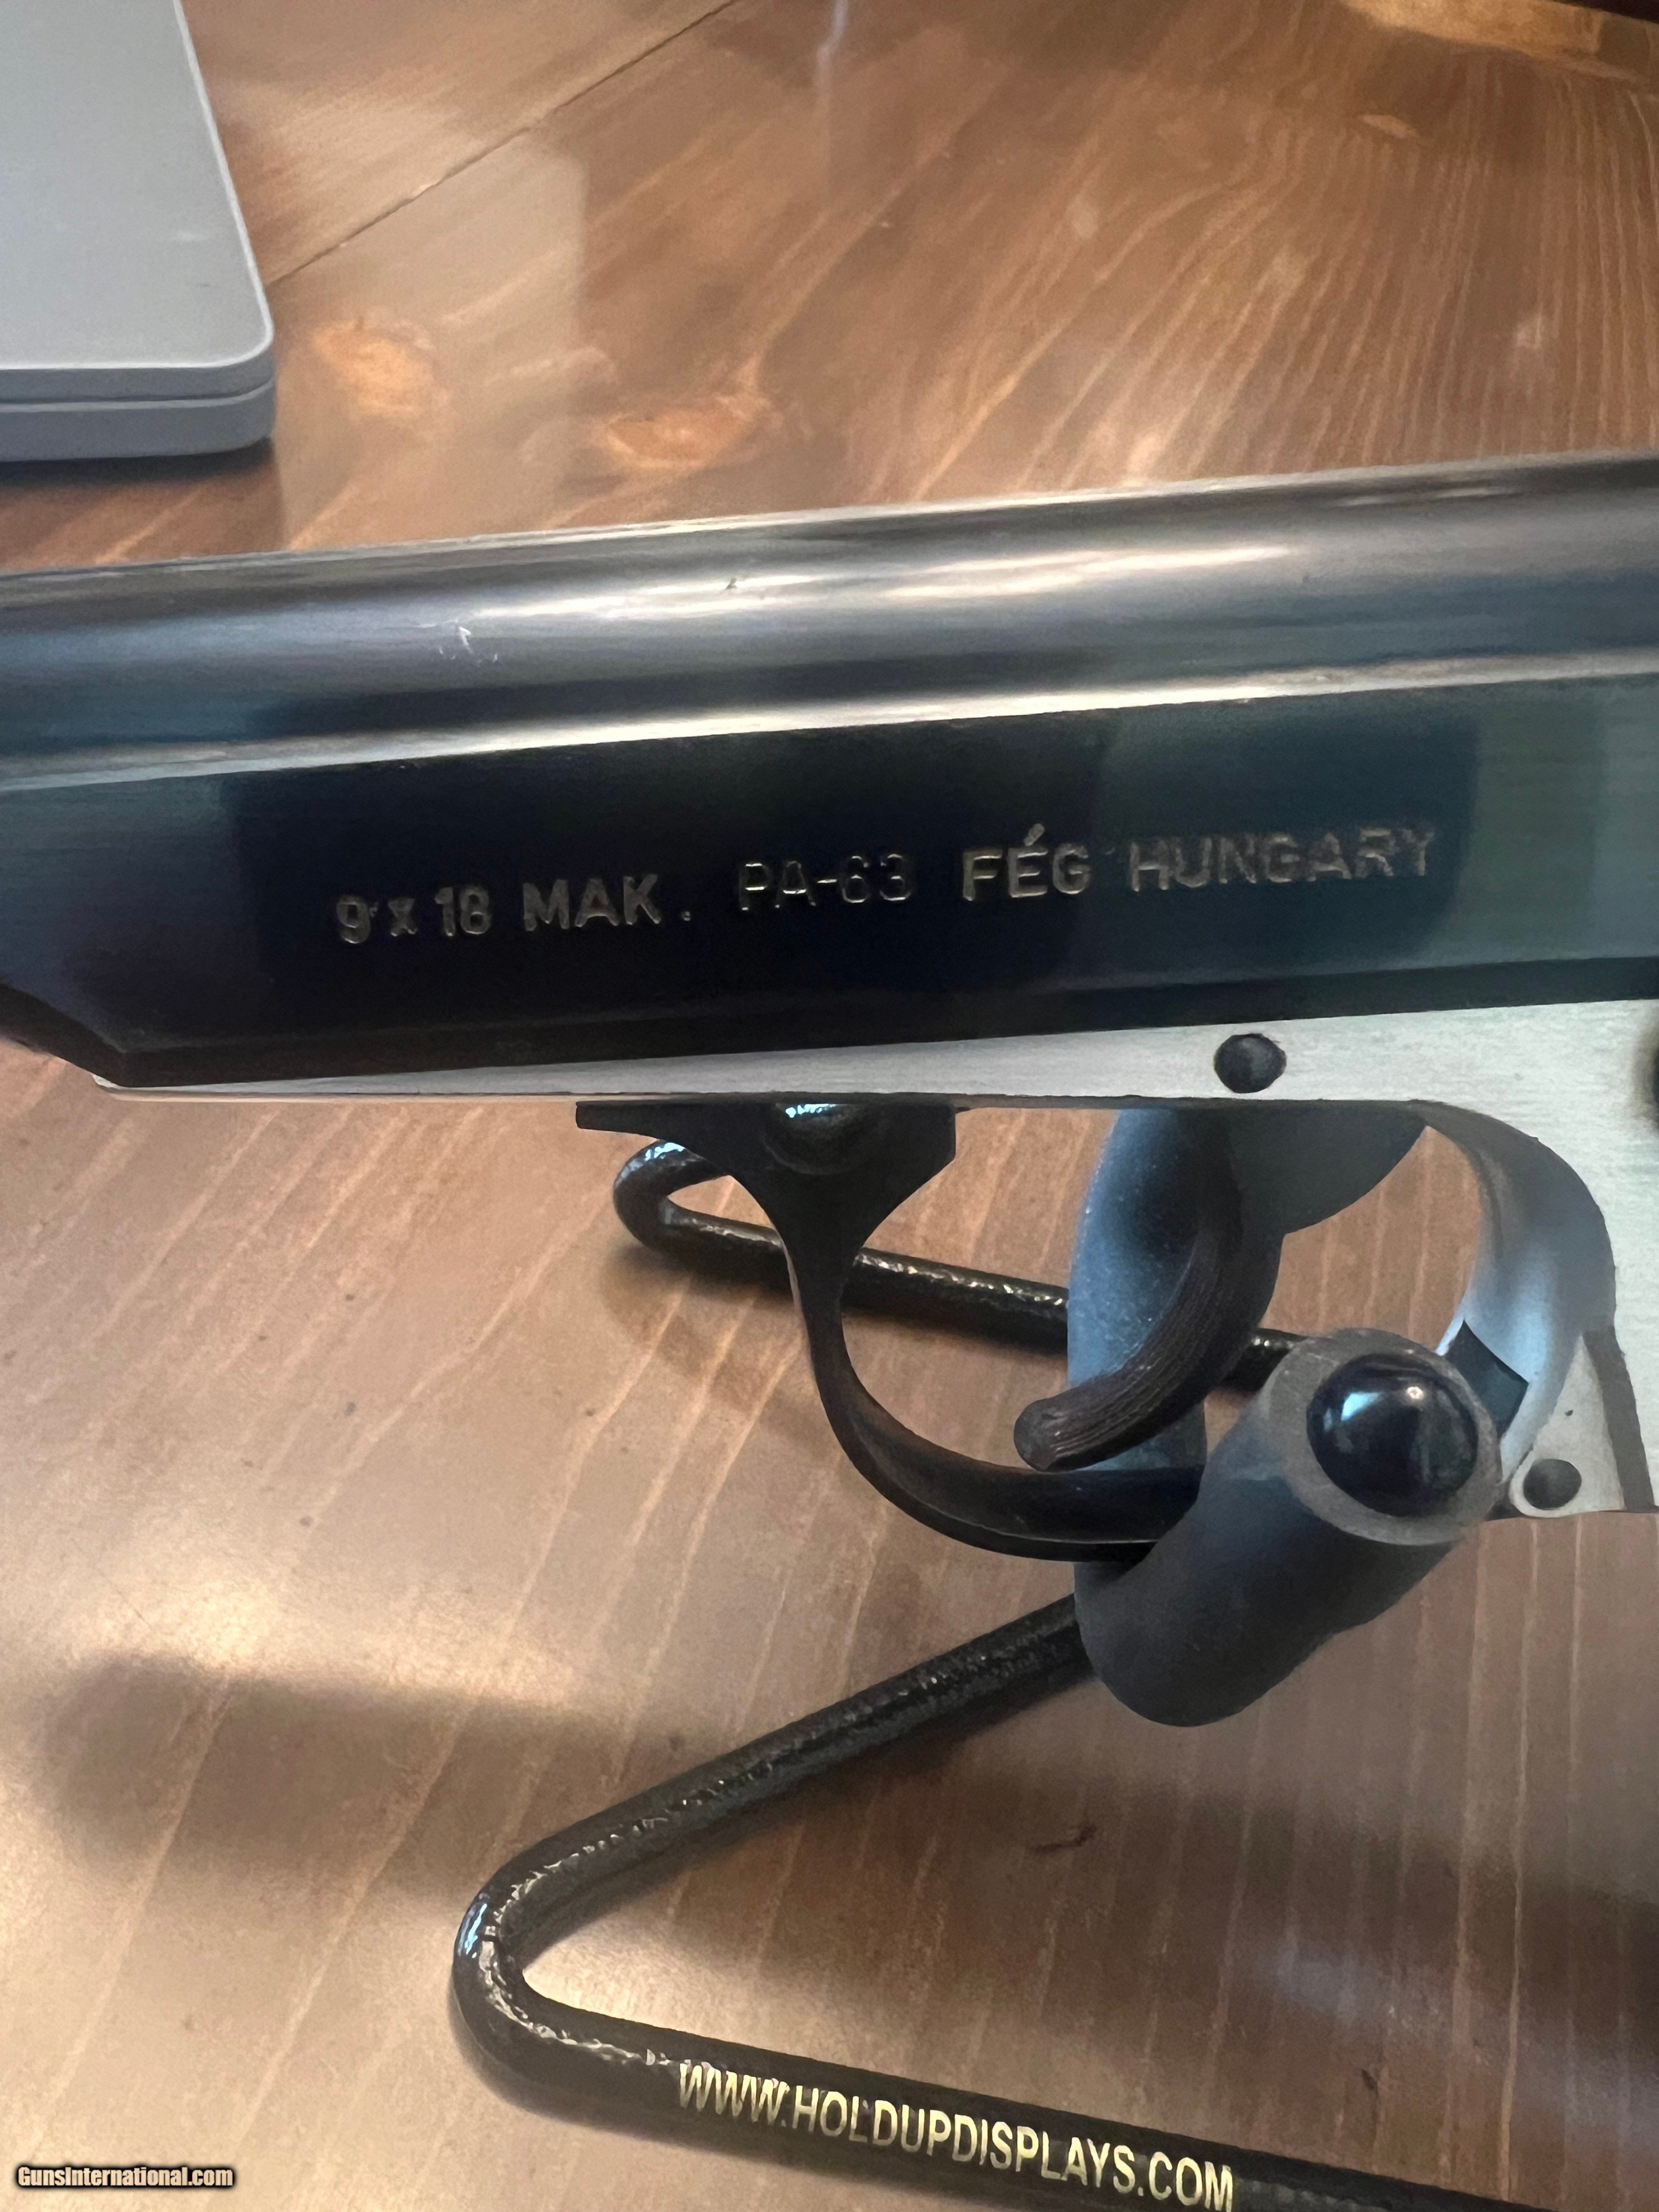 9 x 18 MAK. PA-63 FÉG HUNGARY
WWW.HOLDUPDISPLAYS.COM
GunsInternational.com